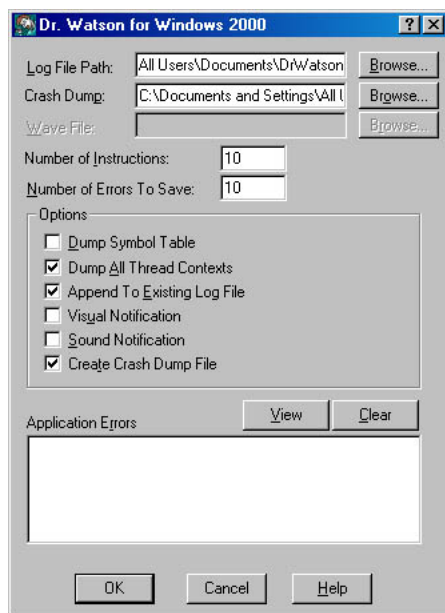 Dr. Watson for Windows 2000
Log File Path: All Users\Documents\DrWatson Browse...
Crash Dump: C:\Documents and Settings\All U Browse...
Wave File: Browse...
Number of Instructions: 10
Number of Errors To Save: 10
Options
Dump Symbol Table
Dump All Thread Contexts
Append To Existing Log File
Visual Notification
Sound Notification
Create Crash Dump File
Application Errors View Clear
OK Cancel Help